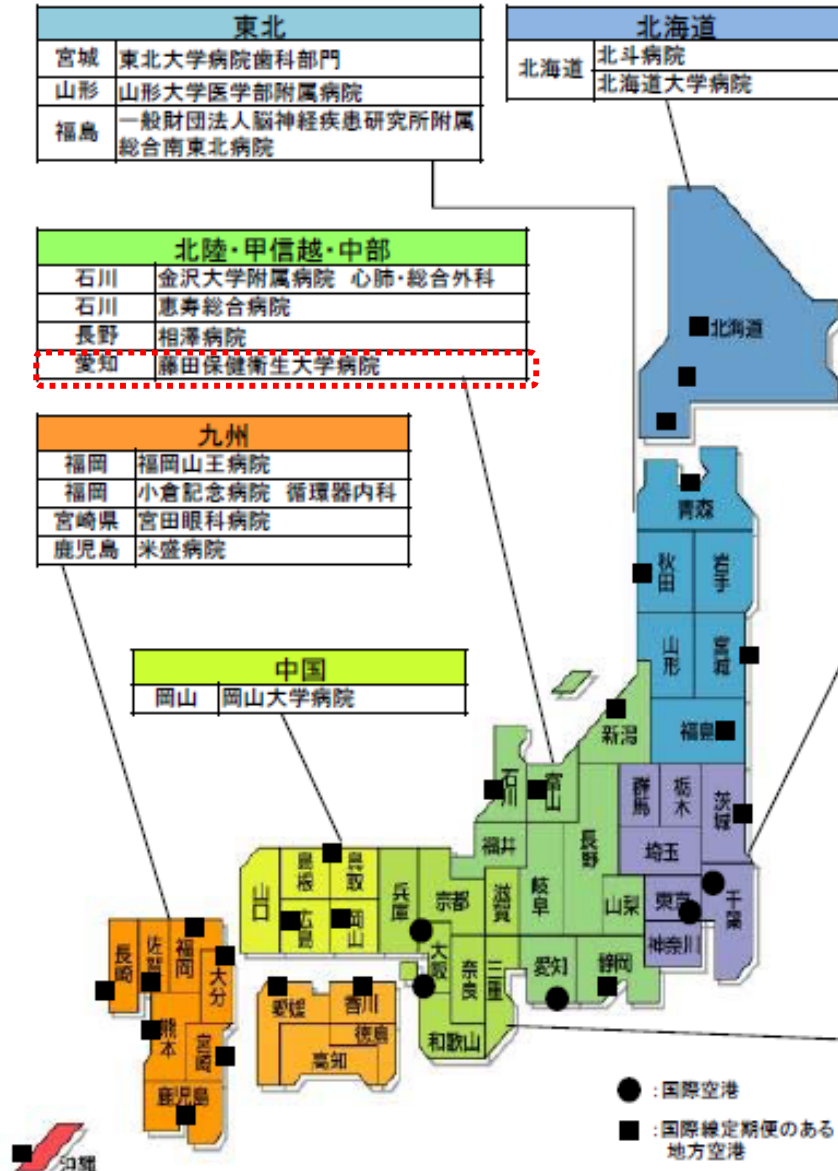 東北
宮城 東北大学病院歯科部門
山形 山形大学医学部附属病院
福島 一般財団法人脳神経疾患研究所附属
総合南東北病院
北海道
北海道 北斗病院
北海道大学病院
北陸・甲信越・中部
石川 金沢大学附属病院 心肺・総合外科
石川 恵寿総合病院
長野 相澤病院
愛知 藤田保健衛生大学病院
九州
福岡 福岡山王病院
福岡 小倉記念病院 循環器内科
宮崎県 宮田眼科病院
鹿児島 米盛病院
中国
岡山 岡山大学病院
北海道
青森
秋田
岩手
山形
宮城
新潟
福島
石川
富山
群馬
栃木
茨城
福井
長野
埼玉
岐阜
山梨
東京
千葉
神奈川
山口
島根
鳥取
広島
岡山
兵庫
京都
滋賀
大阪
奈良
三重
愛知
静岡
和歌山
長崎
佐賀
福岡
大分
熊本
宮崎
鹿児島
愛媛
香川
徳島
高知
沖縄
●:国際空港
■:国際線定期便のある
地方空港